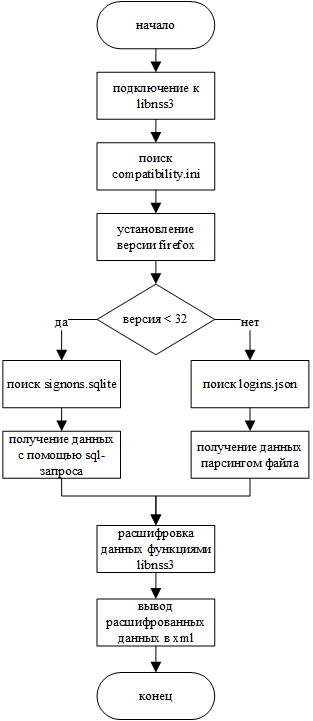 начало
подключение к
libnss3
поиск
compatibility.ini
установление
версии firefox
версия < 32
да
нет
поиск signons.sqlite
поиск logins.json
получение данных
с помощью sql-
запроса
получение данных
парсингом файла
расшифровка
данных функциями
libnss3
вывод
расшифрованных
данных в xml
конец